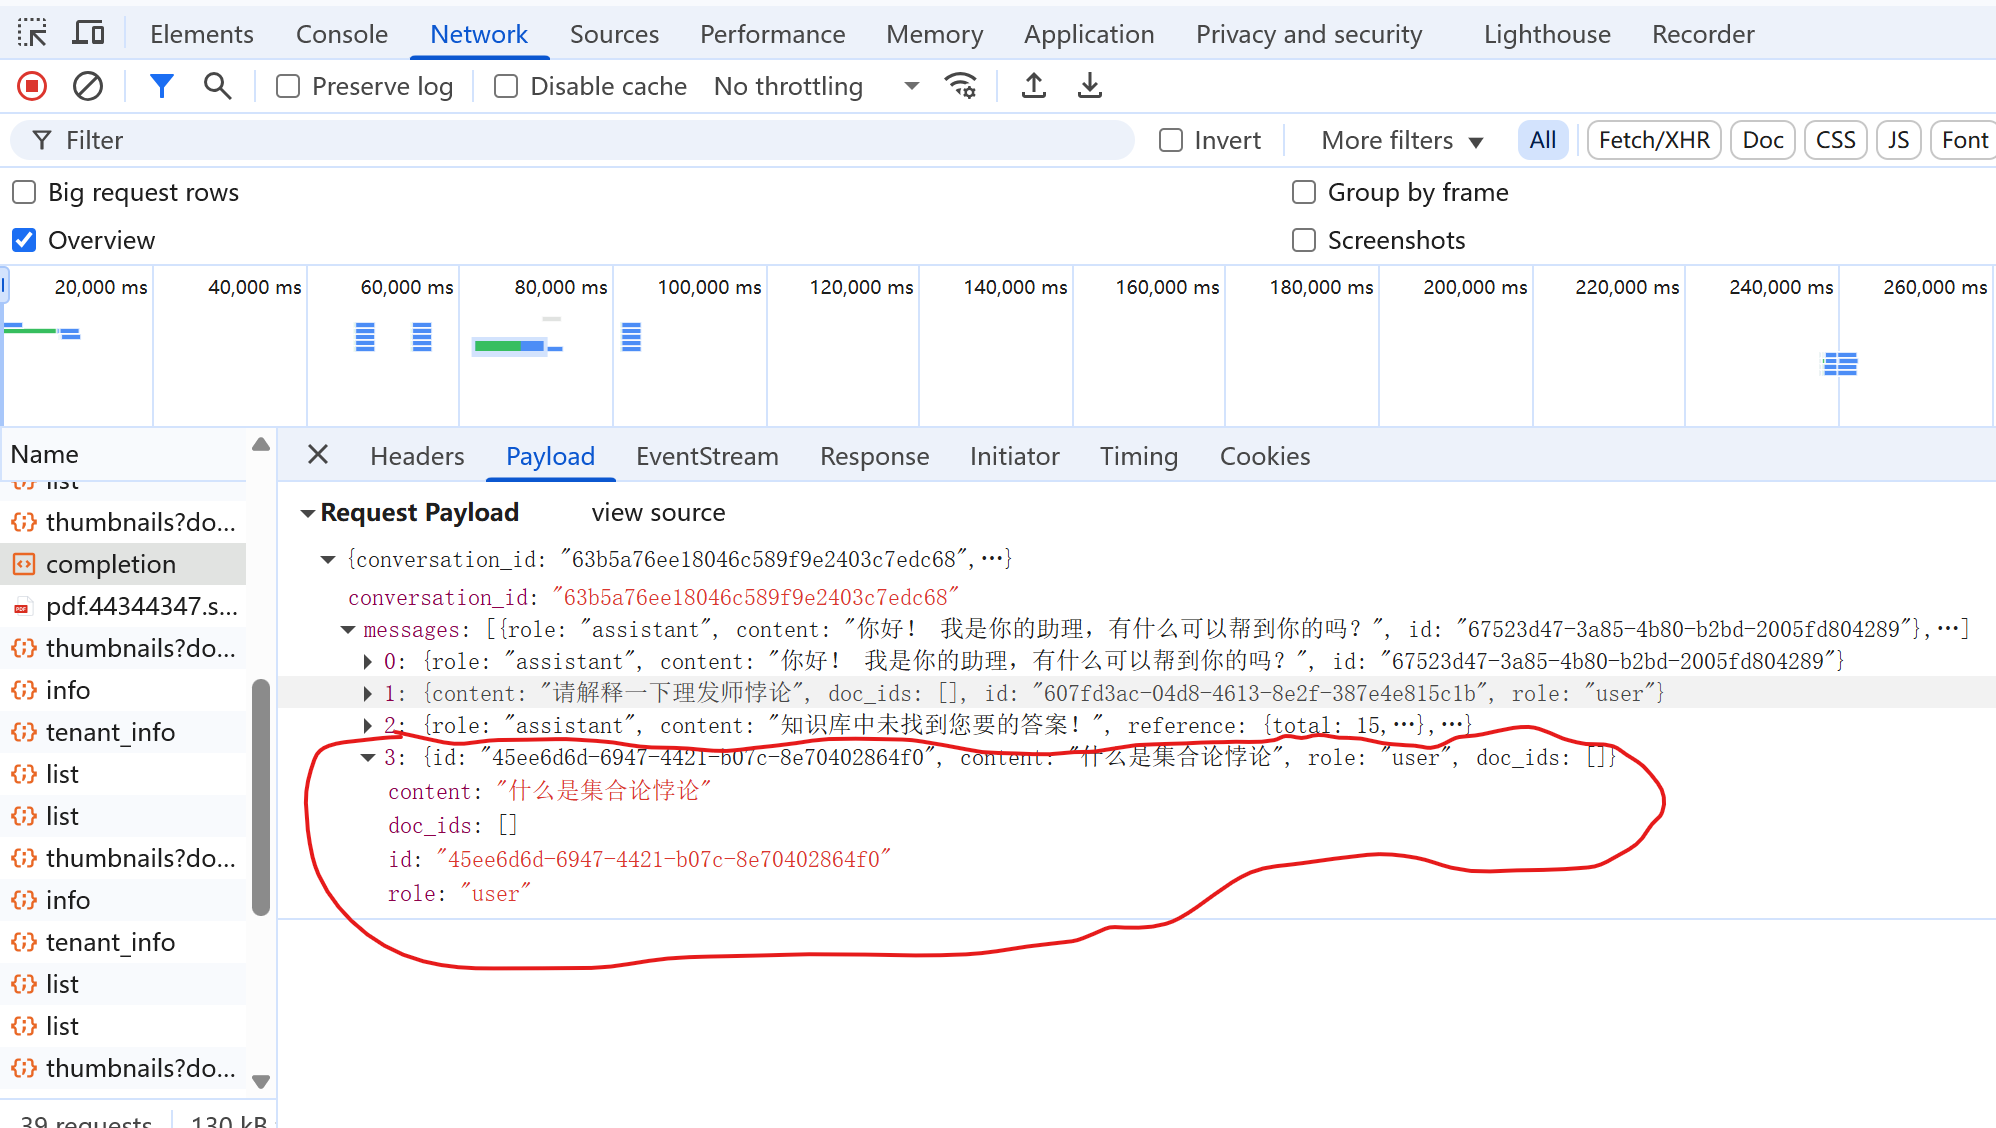 Elements Console Network Sources Performance Memory Application Privacy and security Lighthouse Recorder
Preserve log Disable cache No throttling
Filter Invert More filters All Fetch/XHR Doc CSS JS Font
Big request rows Group by frame
Overview Screenshots
20,000 ms 40,000 ms 60,000 ms 80,000 ms 100,000 ms 120,000 ms 140,000 ms 160,000 ms 180,000 ms 200,000 ms 220,000 ms 240,000 ms 260,000 ms
Name
list
thumbnails?do...
completion
pdf.44344347.s...
thumbnails?do...
info
tenant_info
list
list
thumbnails?do...
info
tenant_info
list
list
thumbnails?do...
39 requests 130 kB
Headers Payload EventStream Response Initiator Timing Cookies
Request Payload view source
{conversation_id: "63b5a76ee18046c589f9e2403c7edc68",…}
conversation_id: "63b5a76ee18046c589f9e2403c7edc68"
messages: [{role: "assistant", content: "你好！ 我是你的助理，有什么可以帮到你的吗？", id: "67523d47-3a85-4b80-b2bd-2005fd804289"},…]
0: {role: "assistant", content: "你好！ 我是你的助理，有什么可以帮到你的吗？", id: "67523d47-3a85-4b80-b2bd-2005fd804289"}
1: {content: "请解释一下理发师悖论", doc_ids: [], id: "607fd3ac-04d8-4613-8e2f-387e4e815c1b", role: "user"}
2: {role: "assistant", content: "知识库中未找到您要的答案！", reference: {total: 15,…},…}
3: {id: "45ee6d6d-6947-4421-b07c-8e70402864f0", content: "什么是集合论悖论", role: "user", doc_ids: []}
content: "什么是集合论悖论"
doc_ids: []
id: "45ee6d6d-6947-4421-b07c-8e70402864f0"
role: "user"